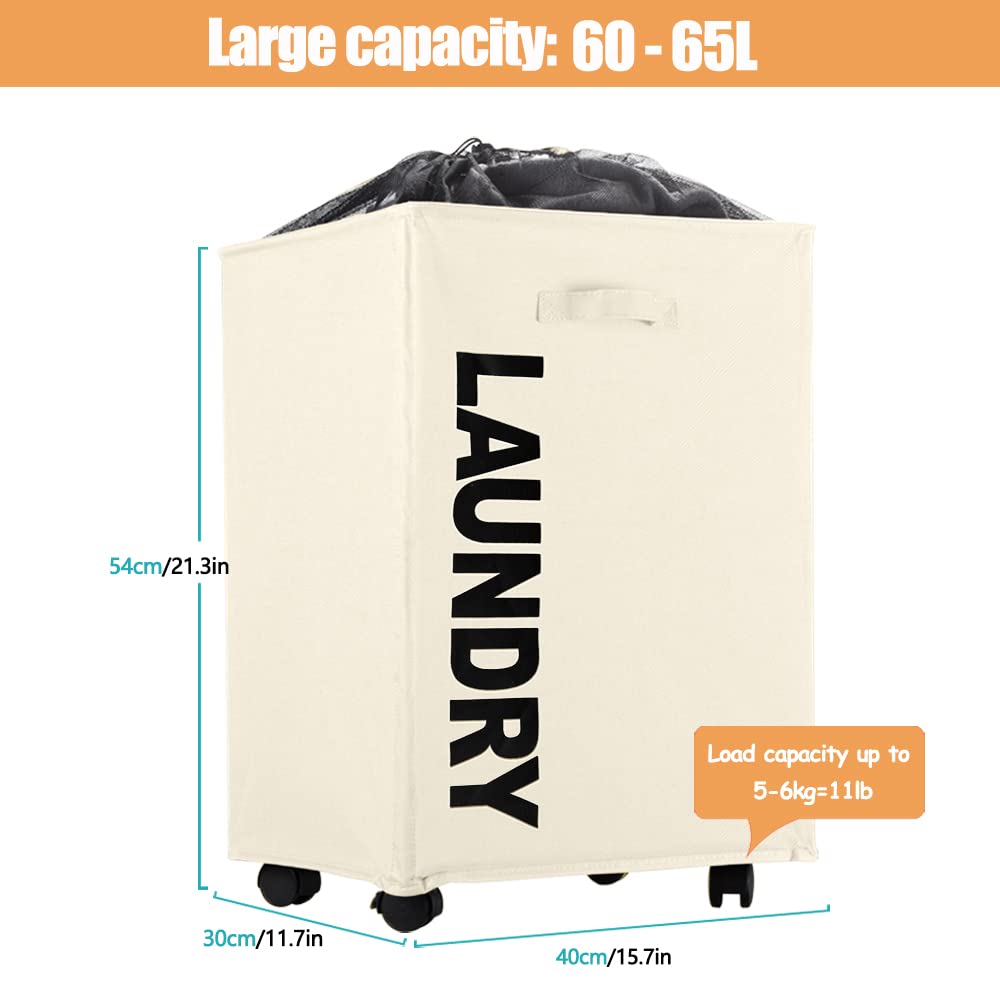 Large capacity: 60 - 65L
LAUNDRY
54cm/21.3in
Load capacity up to
5-6kg=11lb
30cm/11.7in
40cm/15.7in